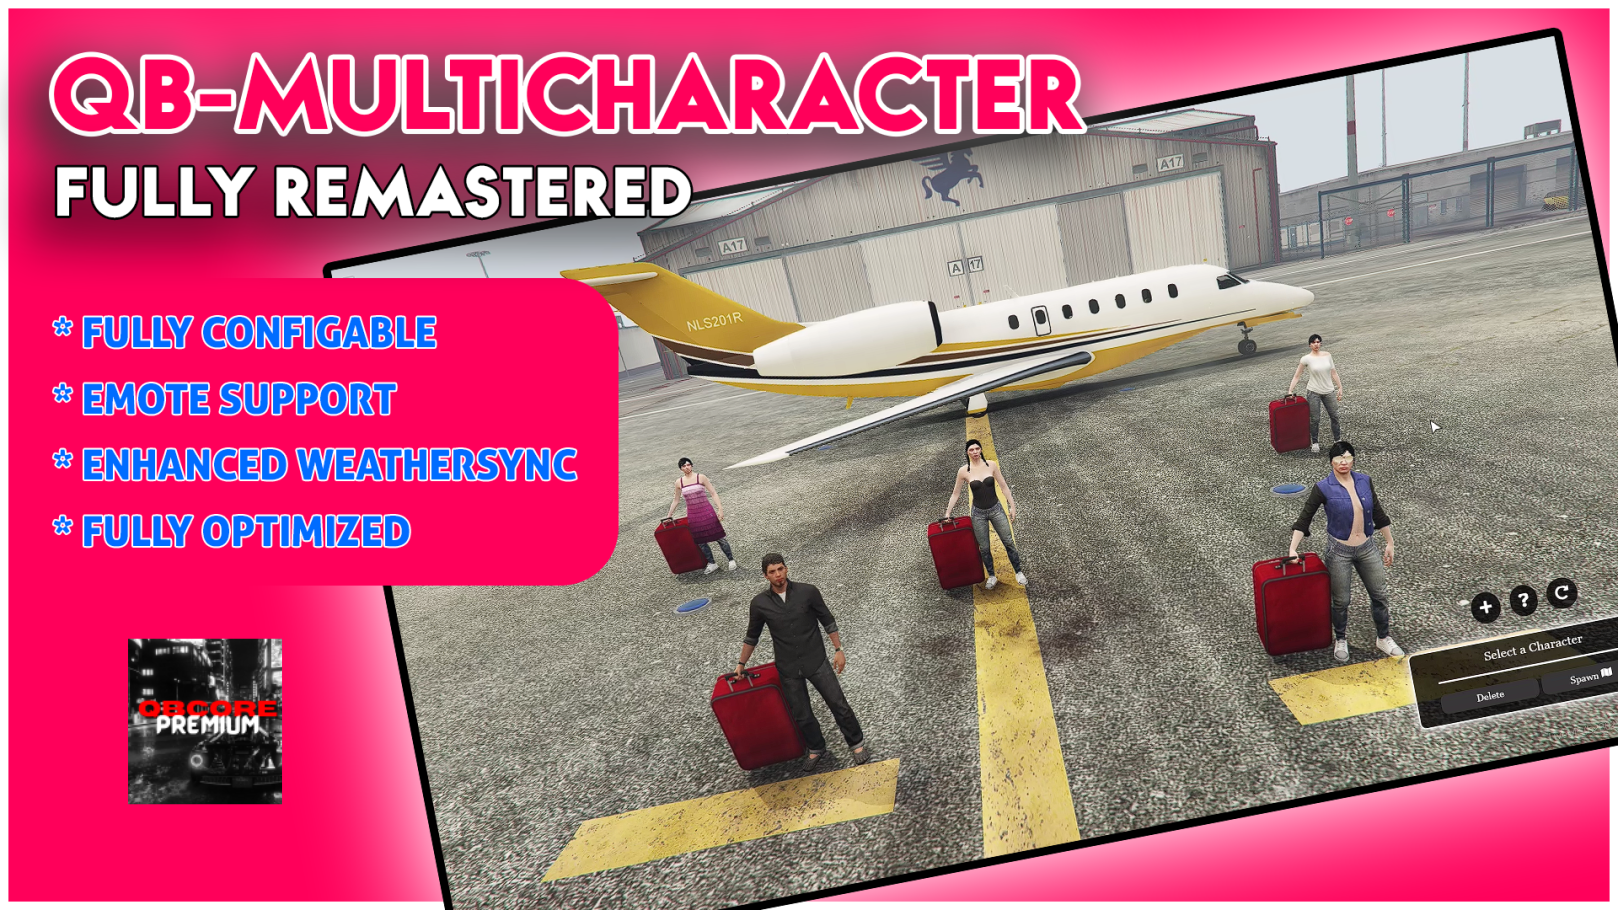 QB-MULTICHARACTER
FULLY REMASTERED
* FULLY CONFIGABLE
* EMOTE SUPPORT
* ENHANCED WEATHERSYNC
* FULLY OPTIMIZED
QBCORE
PREMIUM
A17
A17
A 17
NLS201R
+ ?
Select a Character
Delete
Spawn